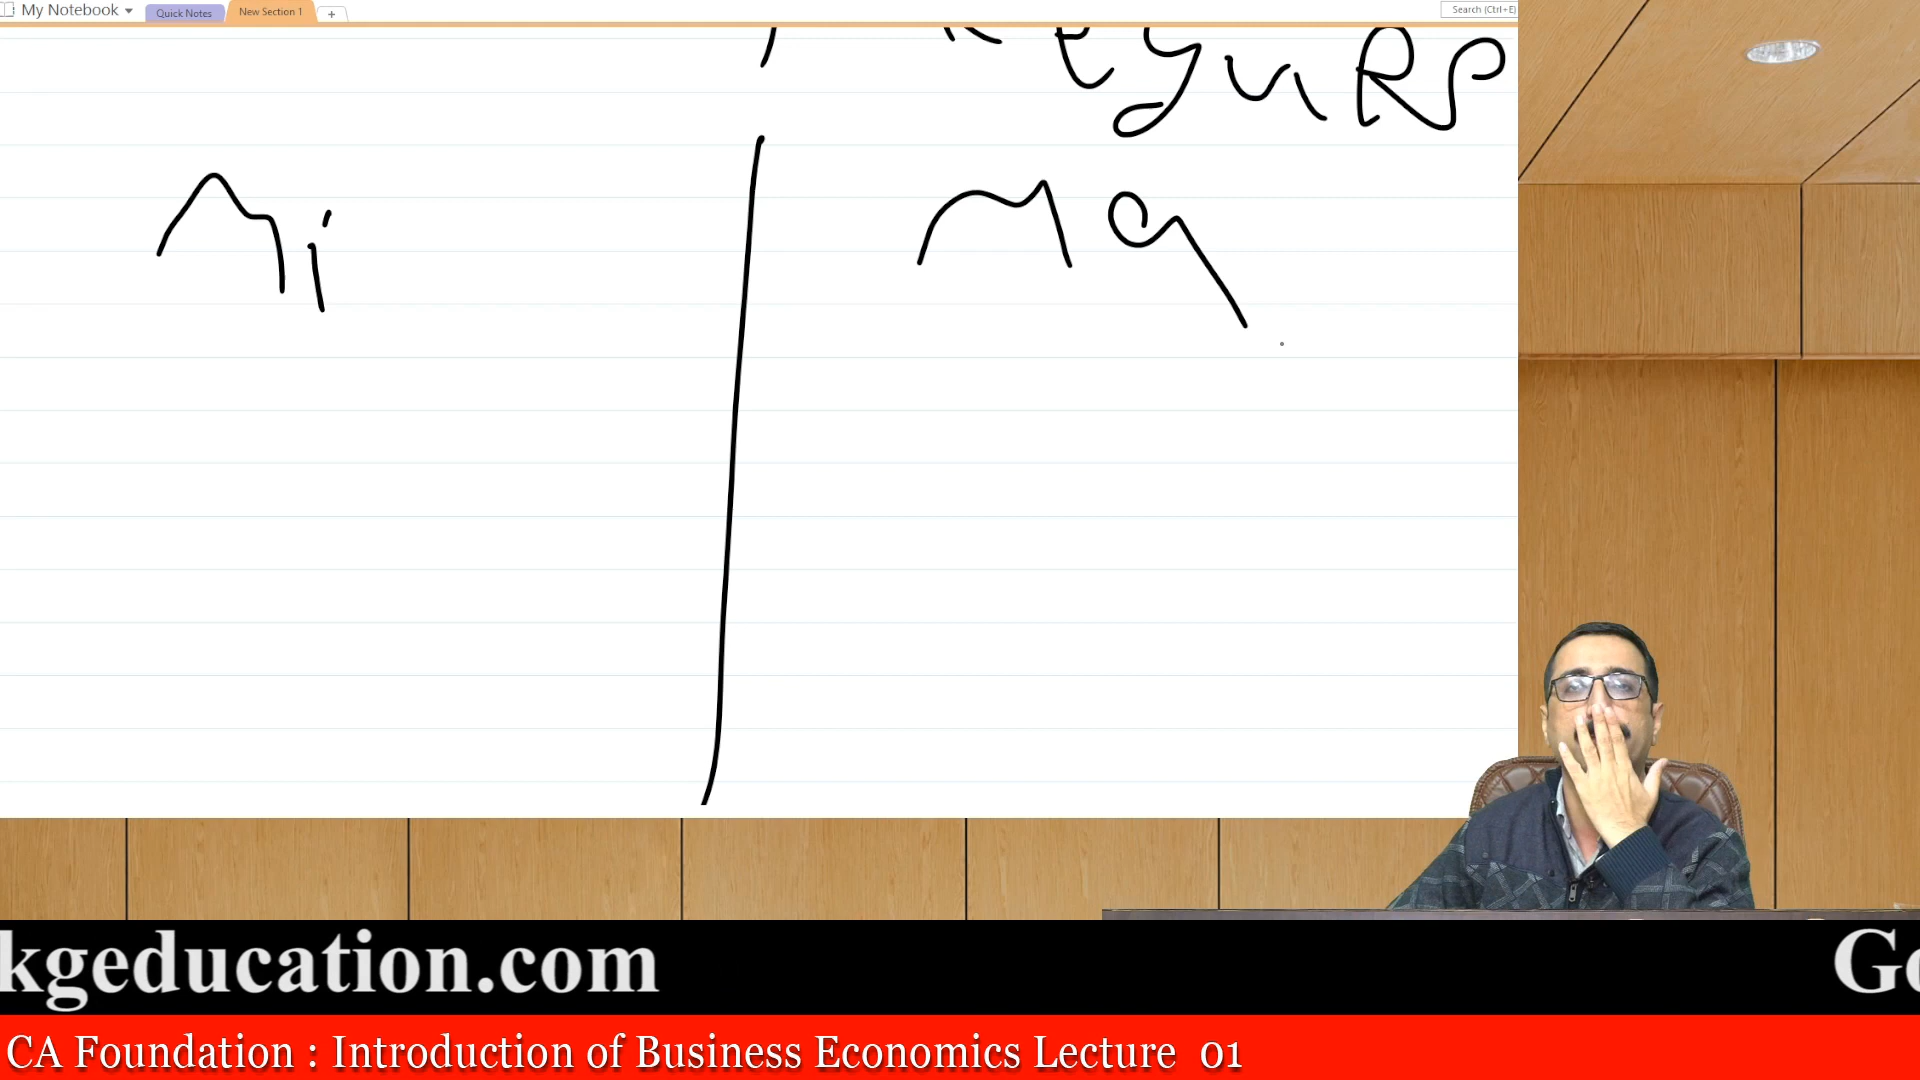 My Notebook
Quick Notes
New Section 1
+
Search (Ctrl+E)
Mi
Ma
kgeducation.com
Go
CA Foundation : Introduction of Business Economics Lecture 01